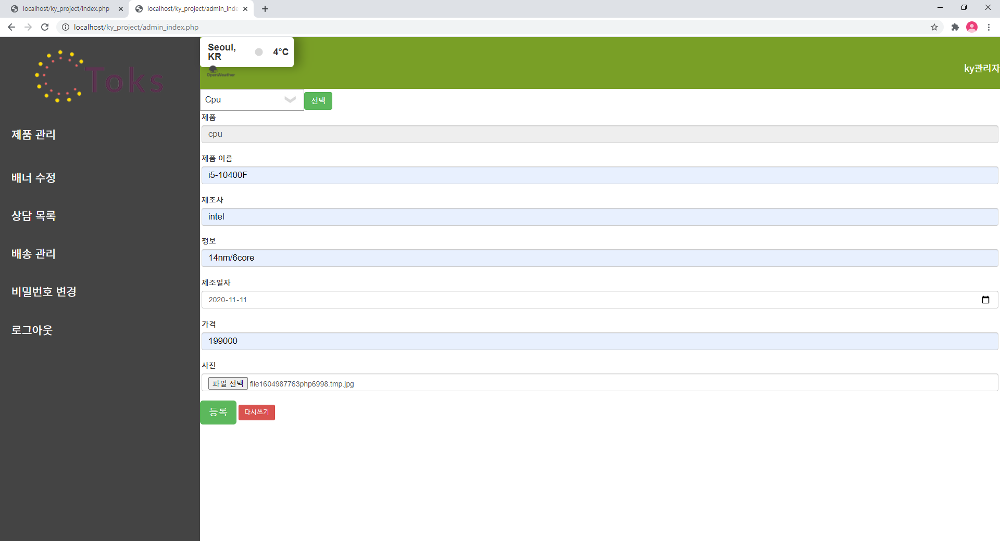 localhost/ky_project/index.php
localhost/ky_project/admin_inde
localhost/ky_project/admin_index.php
Toks
Seoul, KR
4°C
OpenWeather
ky관리자
제품 관리
배너 수정
상담 목록
배송 관리
비밀번호 변경
로그아웃
Cpu
선택
제품
cpu
제품 이름
i5-10400F
제조사
intel
정보
14nm/6core
제조일자
2020-11-11
가격
199000
사진
파일 선택 file1604987763php6998.tmp.jpg
등록 다시쓰기